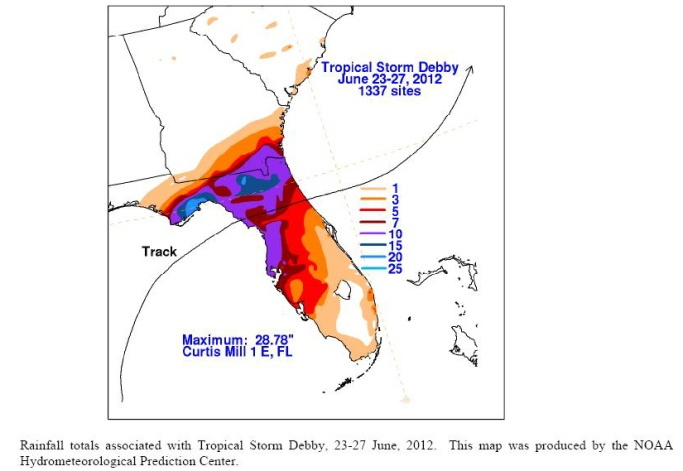 Tropical Storm Debby
June 23-27, 2012
1337 sites
1
3
5
7
10
15
20
25
Track
Maximum: 28.78"
Curtis Mill 1 E, FL
Rainfall totals associated with Tropical Storm Debby, 23-27 June, 2012. This map was produced by the NOAA
Hydrometeorological Prediction Center.